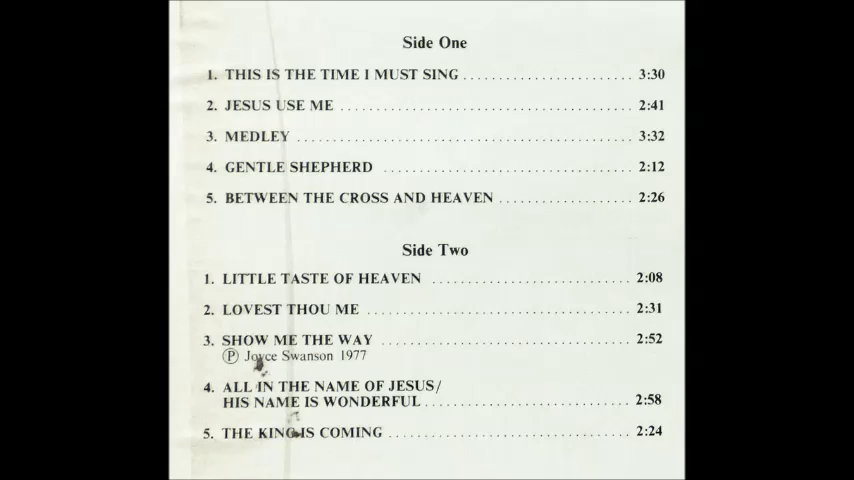 Side One
1. THIS IS THE TIME I MUST SING 3:30
2. JESUS USE ME 2:41
3. MEDLEY 3:32
4. GENTLE SHEPHERD 2:12
5. BETWEEN THE CROSS AND HEAVEN 2:26
Side Two
1. LITTLE TASTE OF HEAVEN 2:08
2. LOVEST THOU ME 2:31
3. SHOW ME THE WAY 2:52
Ⓟ Joyce Swanson 1977
4. ALL IN THE NAME OF JESUS/
HIS NAME IS WONDERFUL 2:58
5. THE KING IS COMING 2:24